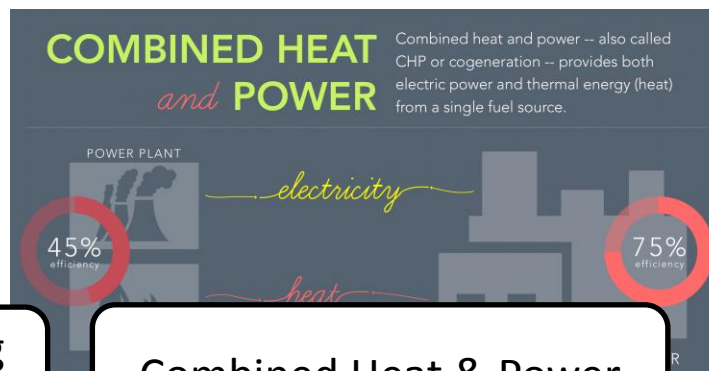 COMBINED HEAT
and POWER
Combined heat and power -- also called
CHP or cogeneration -- provides both
electric power and thermal energy (heat)
from a single fuel source.
POWER PLANT
electricity
45%
efficiency
75%
efficiency
heat
Combined Heat & Power